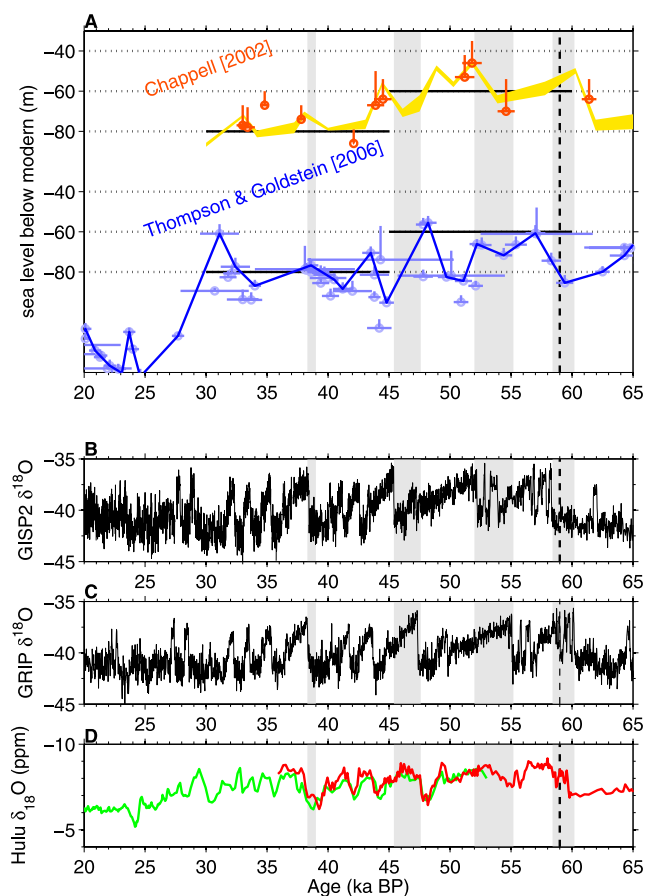 A
−40
−60
−80
−40
−60
−80
sea level below modern (m)
Chappell [2002]
Thompson & Goldstein [2006]
20 25 30 35 40 45 50 55 60 65
B
−35
−40
−45
GISP2 δ18O
20 25 30 35 40 45 50 55 60 65
C
−35
−40
−45
GRIP δ18O
20 25 30 35 40 45 50 55 60 65
D
−10
−5
Hulu δ18O (ppm)
20 25 30 35 40 45 50 55 60 65
Age (ka BP)